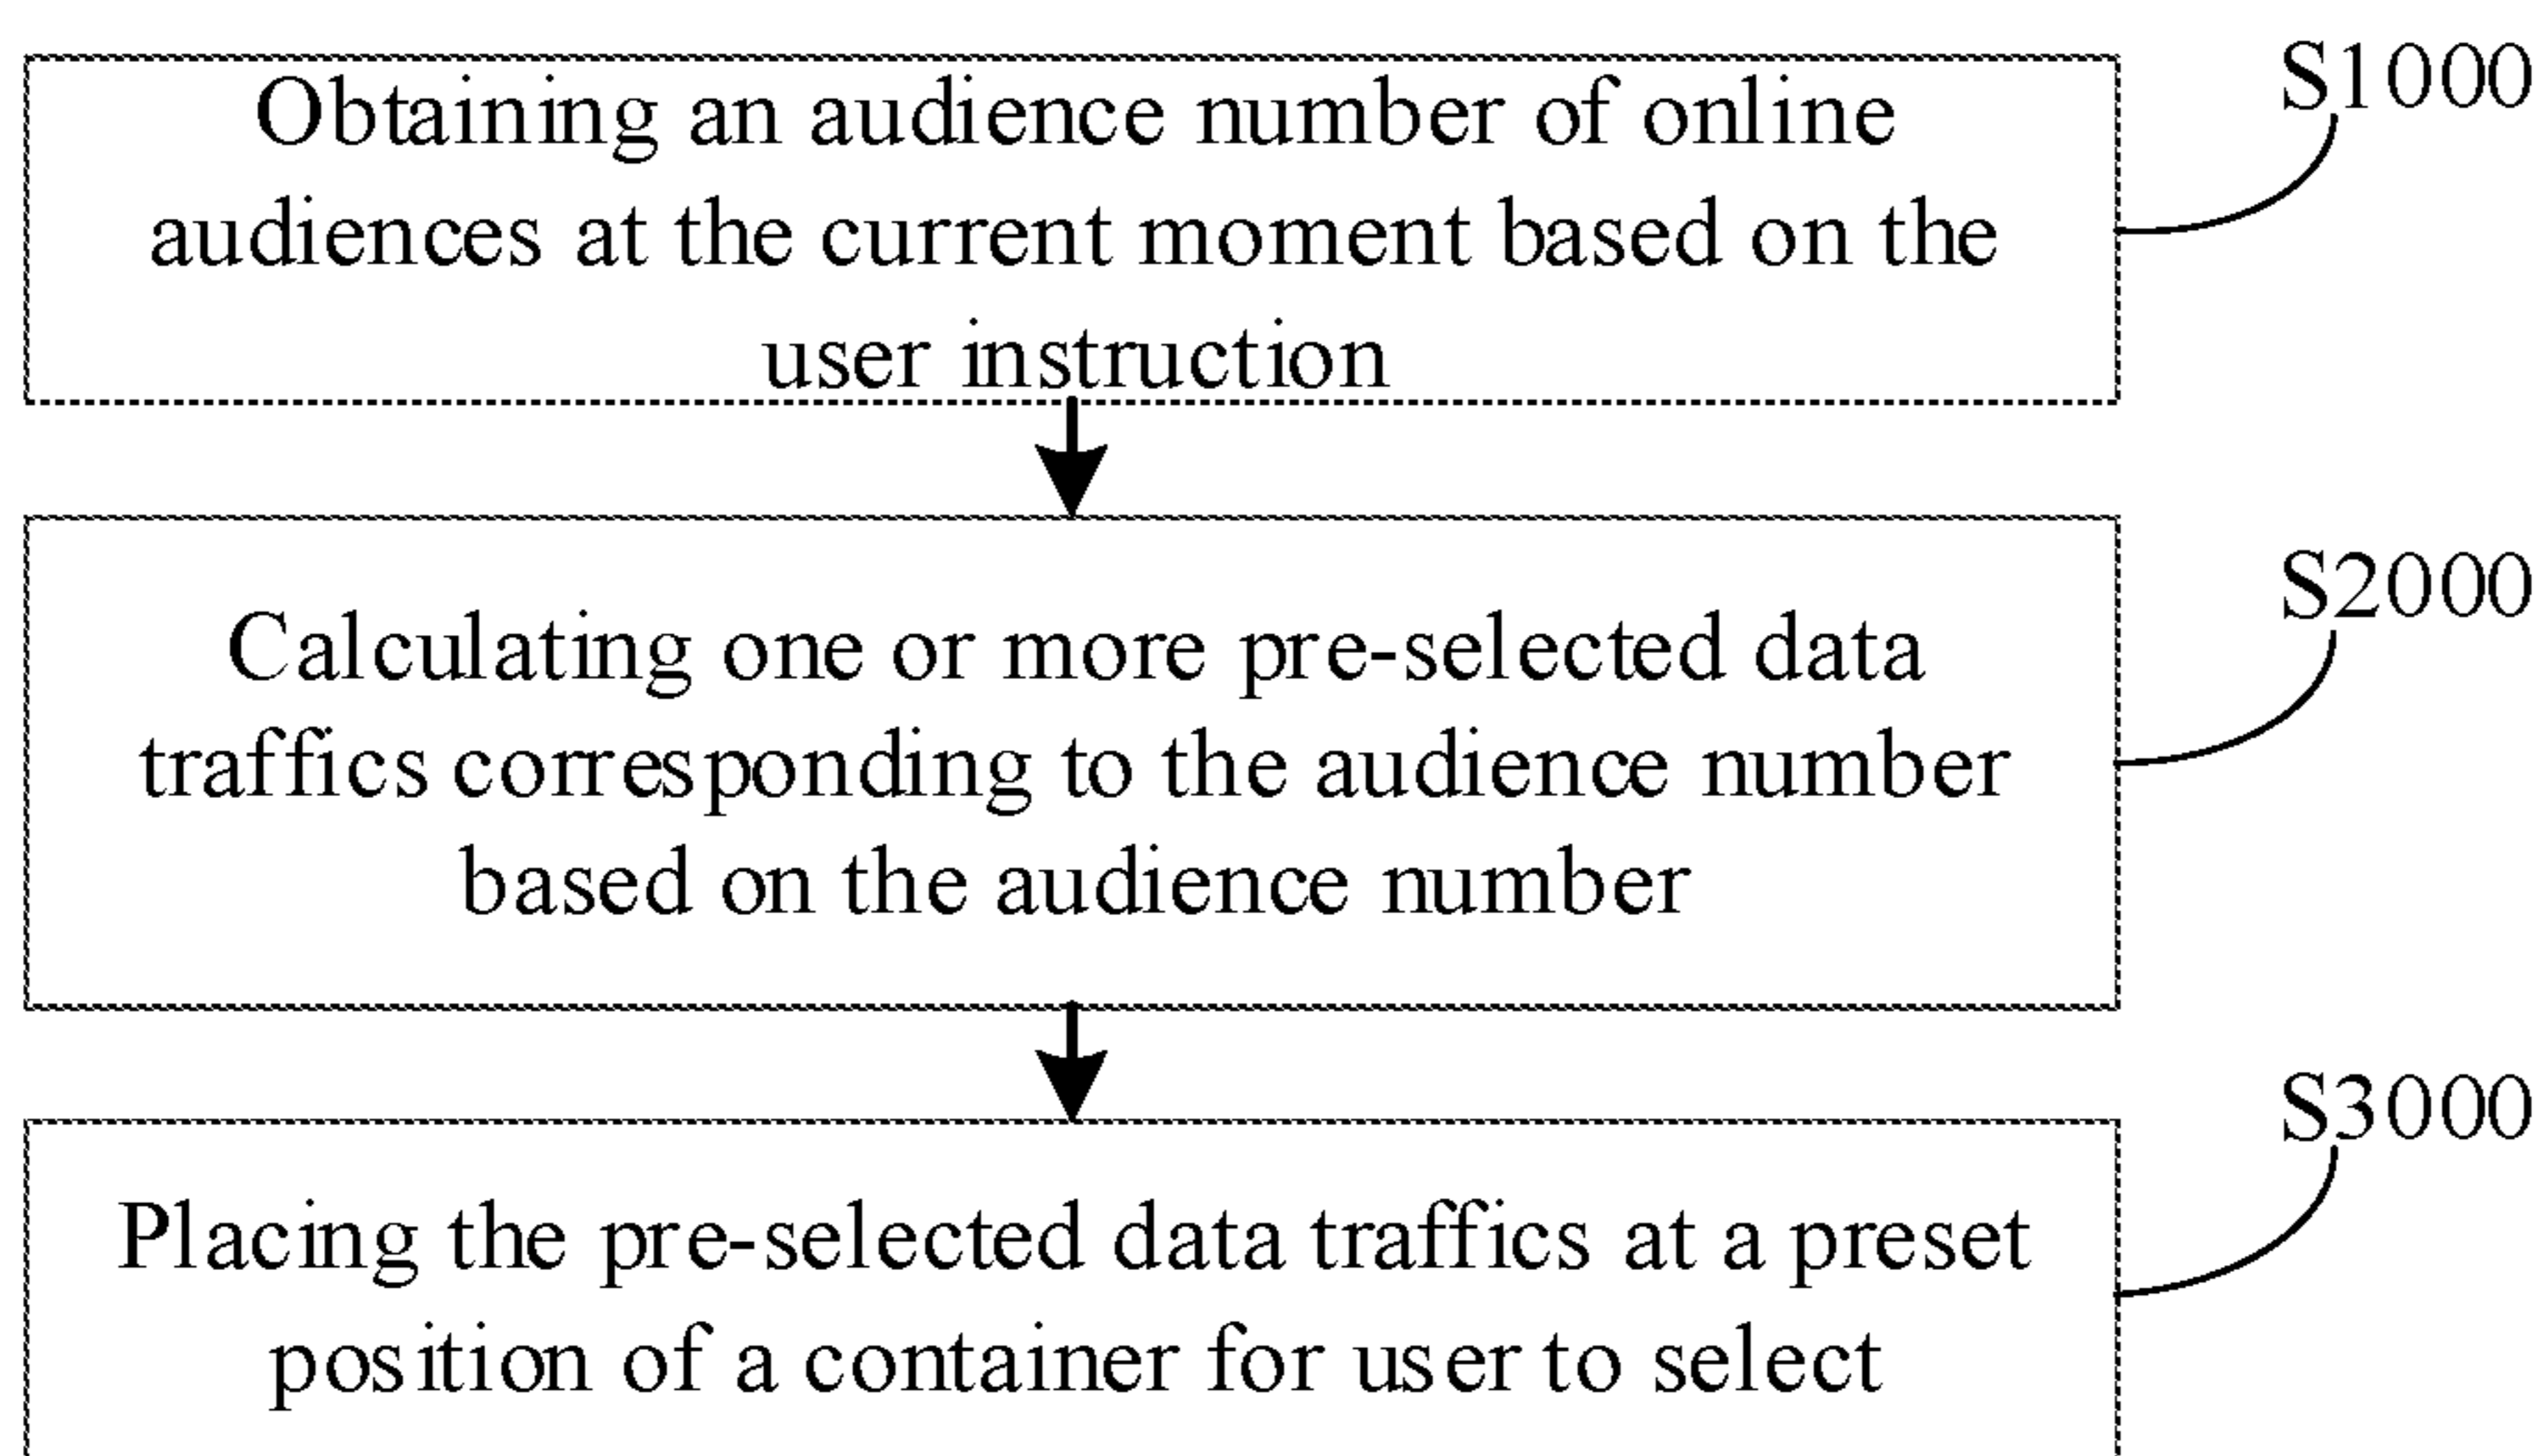 S1000
Obtaining an audience number of online
audiences at the current moment based on the
user instruction
S2000
Calculating one or more pre-selected data
traffics corresponding to the audience number
based on the audience number
S3000
Placing the pre-selected data traffics at a preset
position of a container for user to select